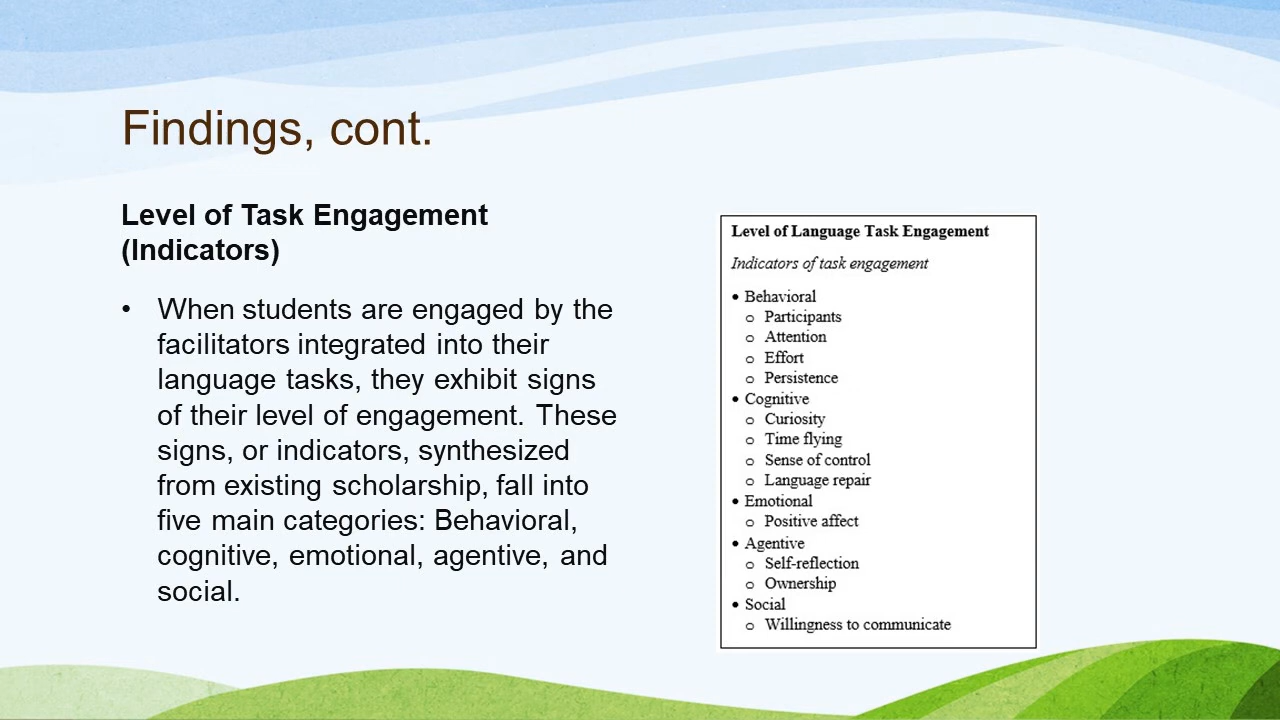 Findings, cont.
Level of Task Engagement
(Indicators)
• When students are engaged by the
facilitators integrated into their
language tasks, they exhibit signs
of their level of engagement. These
signs, or indicators, synthesized
from existing scholarship, fall into
five main categories: Behavioral,
cognitive, emotional, agentive, and
social.
Level of Language Task Engagement
Indicators of task engagement
• Behavioral
o Participants
o Attention
o Effort
o Persistence
• Cognitive
o Curiosity
o Time flying
o Sense of control
o Language repair
• Emotional
o Positive affect
• Agentive
o Self-reflection
o Ownership
• Social
o Willingness to communicate